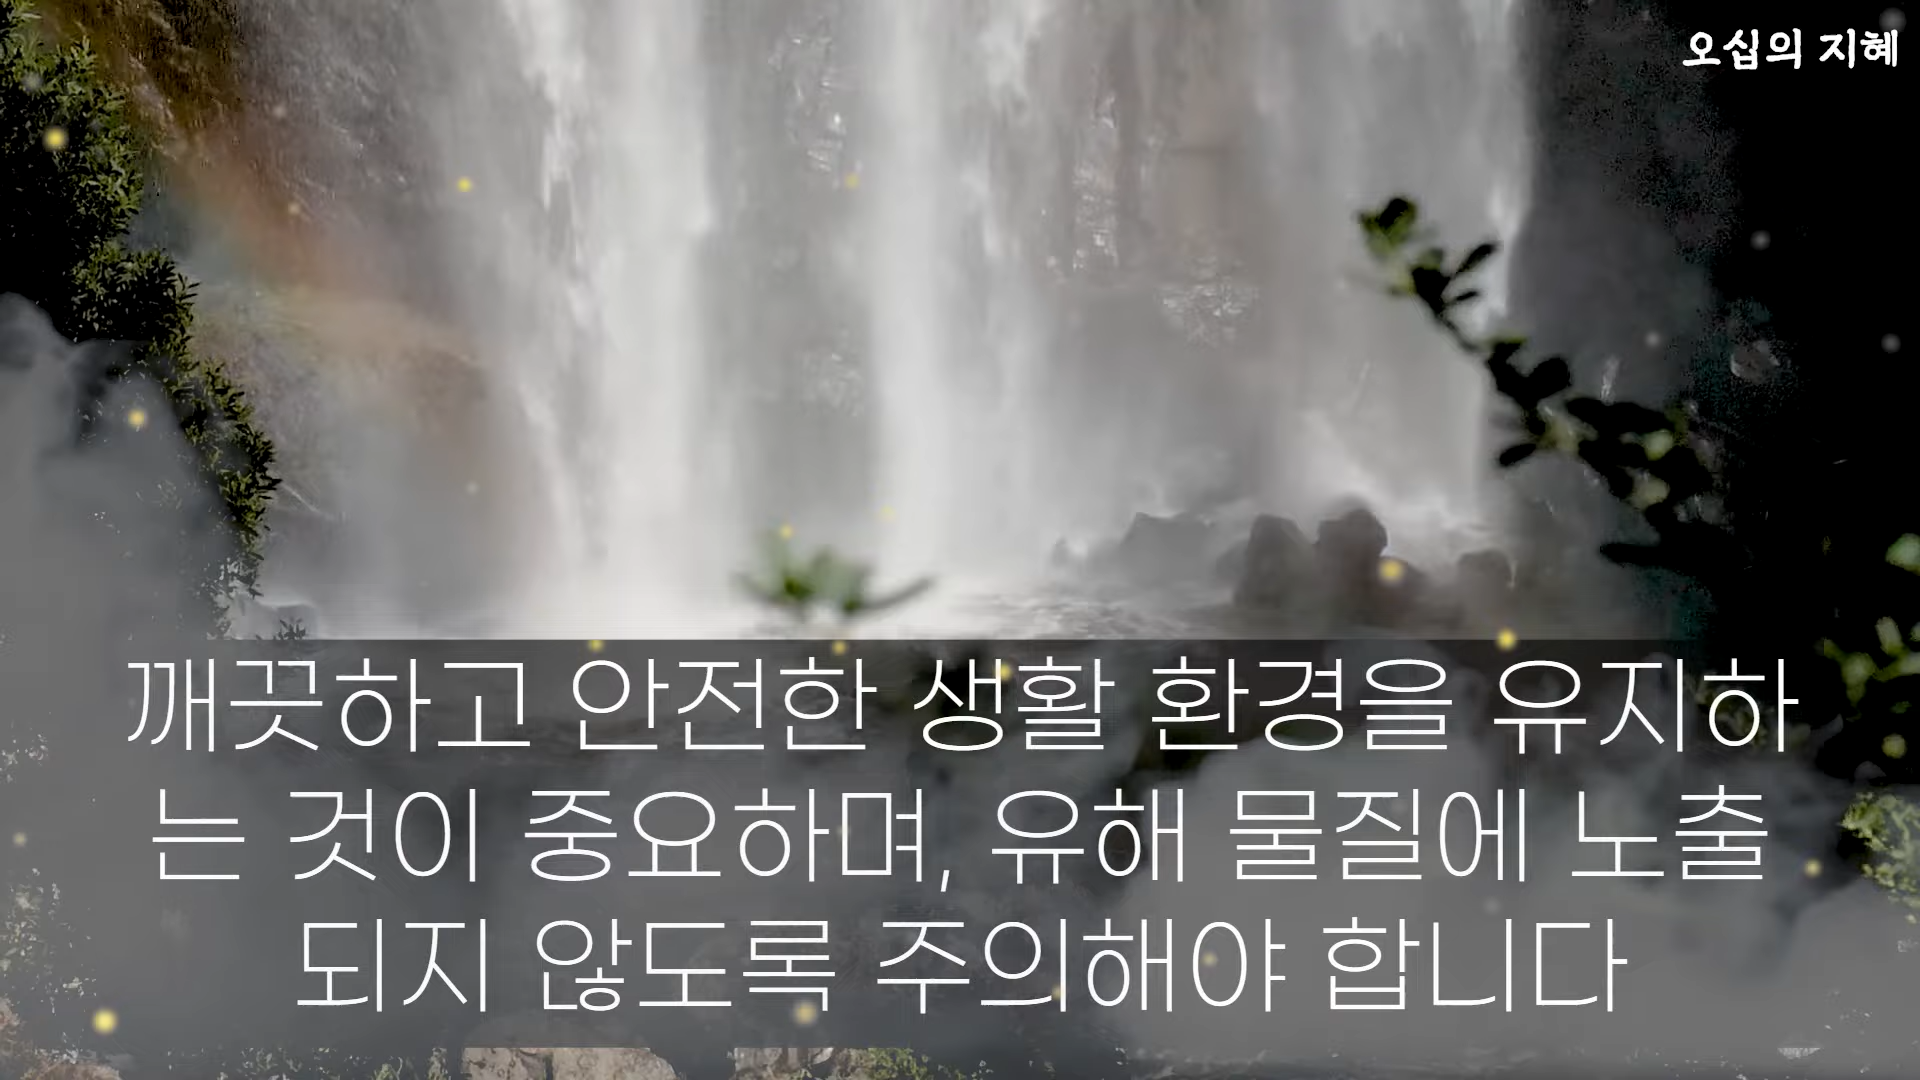 오십의 지혜
깨끗하고 안전한 생활 환경을 유지하
는 것이 중요하며, 유해 물질에 노출
되지 않도록 주의해야 합니다